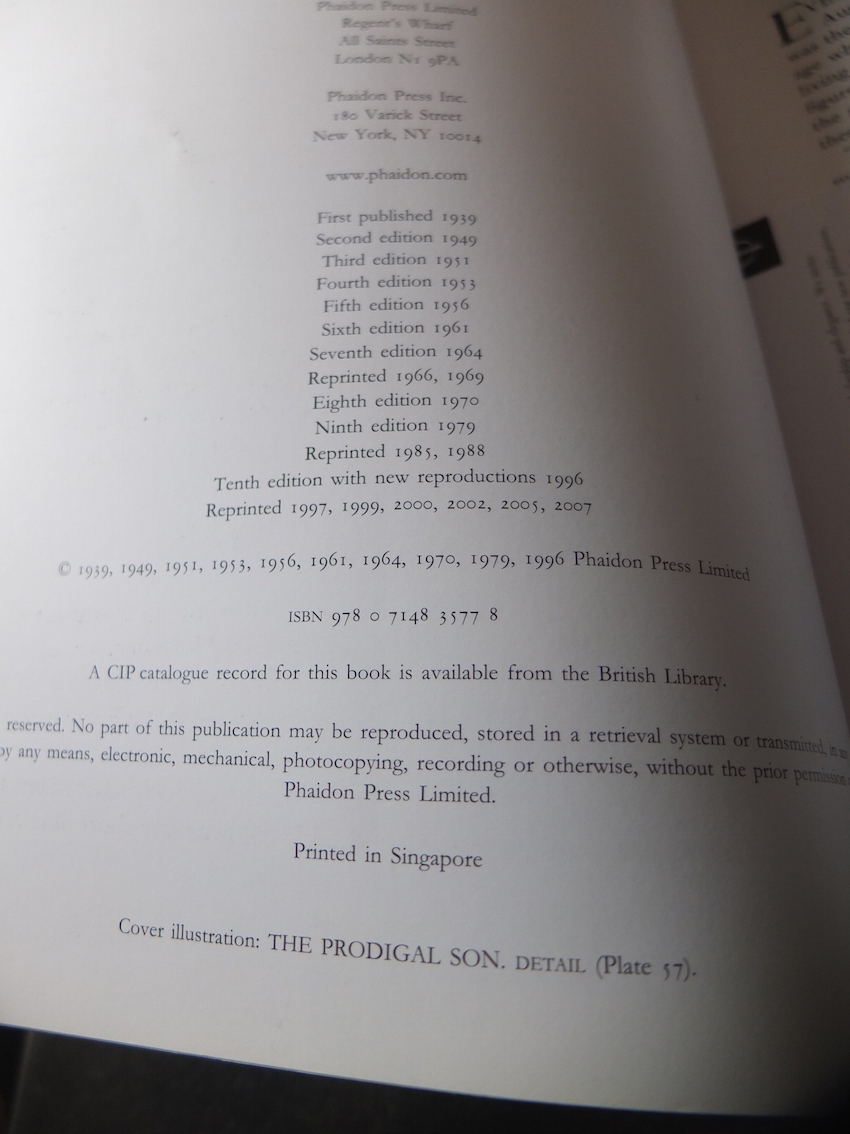 Phaidon Press Limited
Regent's Wharf
All Saints Street
London N1 9PA
Phaidon Press Inc.
180 Varick Street
New York, NY 10014
www.phaidon.com
First published 1939
Second edition 1949
Third edition 1951
Fourth edition 1953
Fifth edition 1956
Sixth edition 1961
Seventh edition 1964
Reprinted 1966, 1969
Eighth edition 1970
Ninth edition 1979
Reprinted 1985, 1988
Tenth edition with new reproductions 1996
Reprinted 1997, 1999, 2000, 2002, 2005, 2007
© 1939, 1949, 1951, 1953, 1956, 1961, 1964, 1970, 1979, 1996 Phaidon Press Limited
ISBN 978 0 7148 3577 8
A CIP catalogue record for this book is available from the British Library.
reserved. No part of this publication may be reproduced, stored in a retrieval system or transmitted, in
by any means, electronic, mechanical, photocopying, recording or otherwise, without the prior permission
Phaidon Press Limited.
Printed in Singapore
Cover illustration: THE PRODIGAL SON. DETAIL (Plate 57).